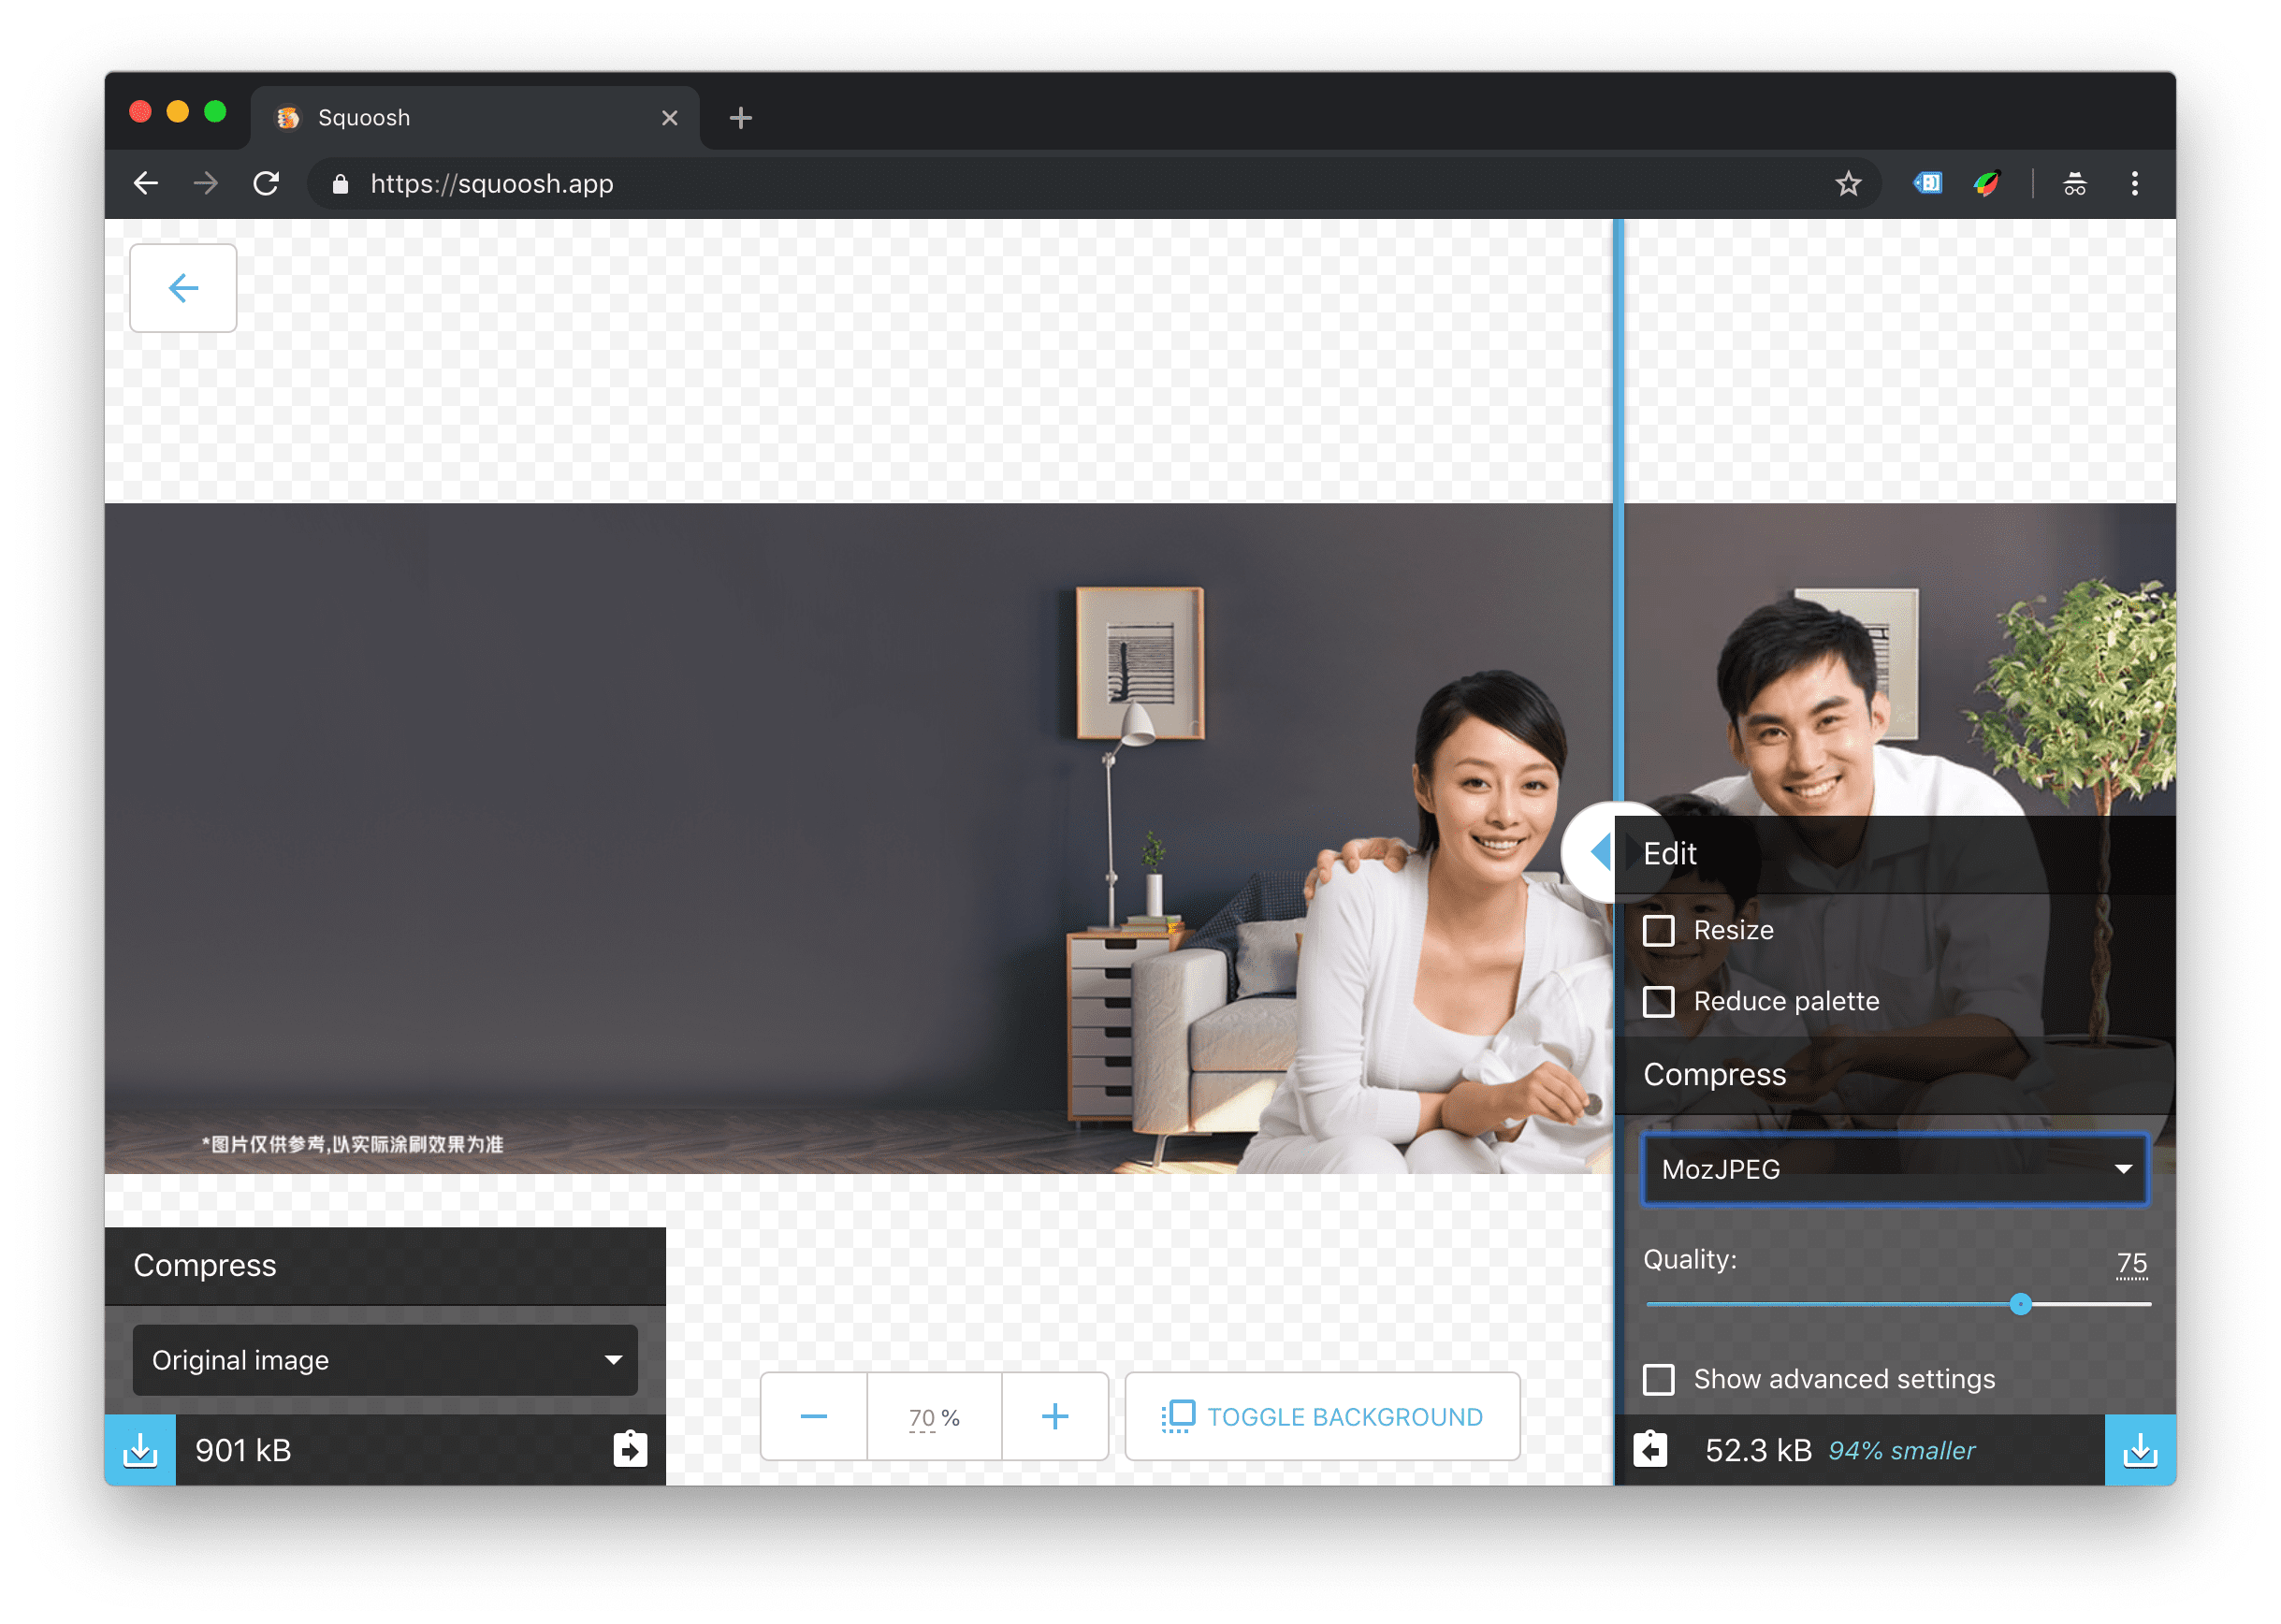 Squoosh
https://squoosh.app
*图片仅供参考,以实际涂刷效果为准
Edit
Resize
Reduce palette
Compress
MozJPEG
Quality:
75
Show advanced settings
52.3 kB 94% smaller
Compress
Original image
901 kB
70 %
TOGGLE BACKGROUND